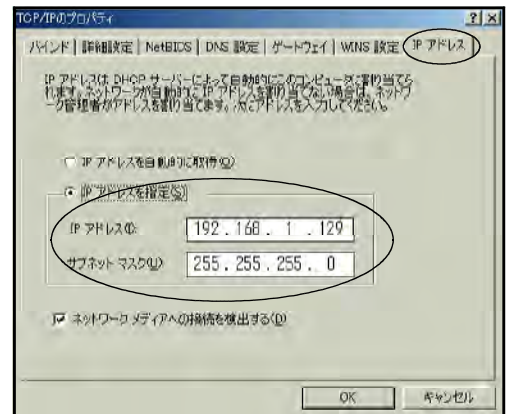 TCP/IPのプロパティ
バインド 詳細設定 NetBIOS DNS 設定 ゲートウェイ WINS 設定 IP アドレス
IP アドレスは DHCP サーバーによって自動的にこのコンピュータに割り当てら
れます。ネットワークが自動的に IP アドレスを割り当てない場合は、ネットワ
ーク管理者がアドレスを割り当てます。次にアドレスを入力してください。
IP アドレスを自動的に取得(O)
IP アドレスを指定(S)
IP アドレス(I): 192.168. 1 .129
サブネット マスク(U): 255.255.255. 0
ネットワーク メディアへの接続を検出する(D)
OK キャンセル